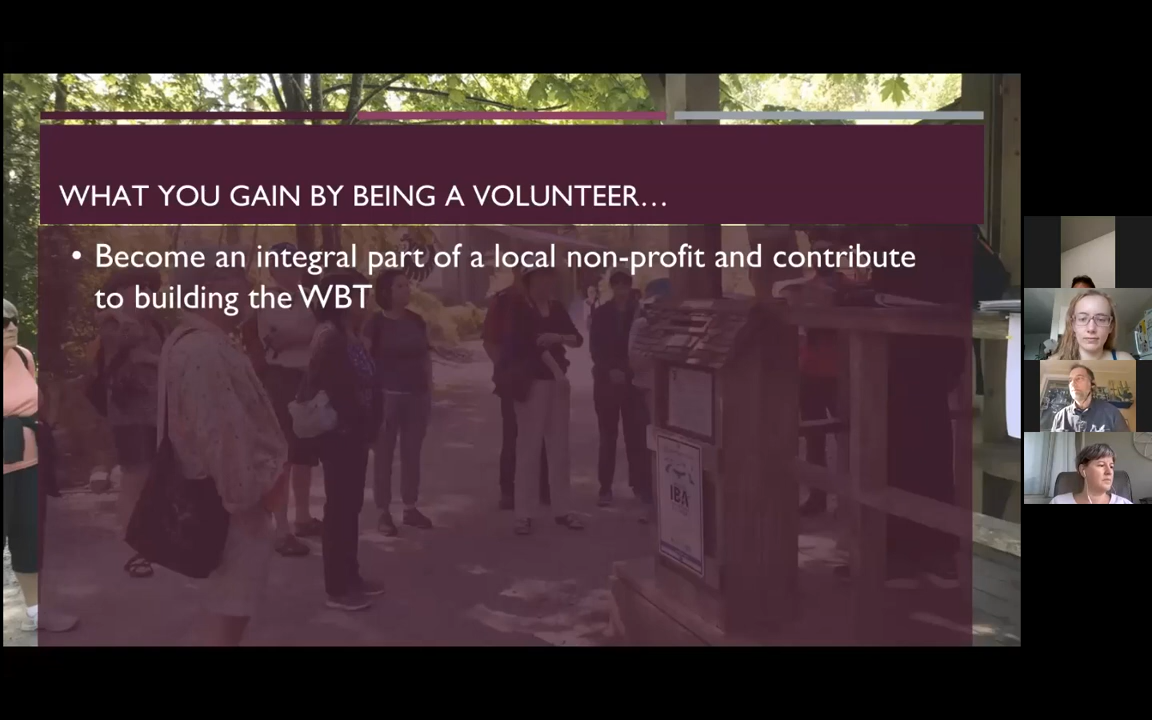 WHAT YOU GAIN BY BEING A VOLUNTEER…
• Become an integral part of a local non-profit and contribute
to building the WBT
IBA